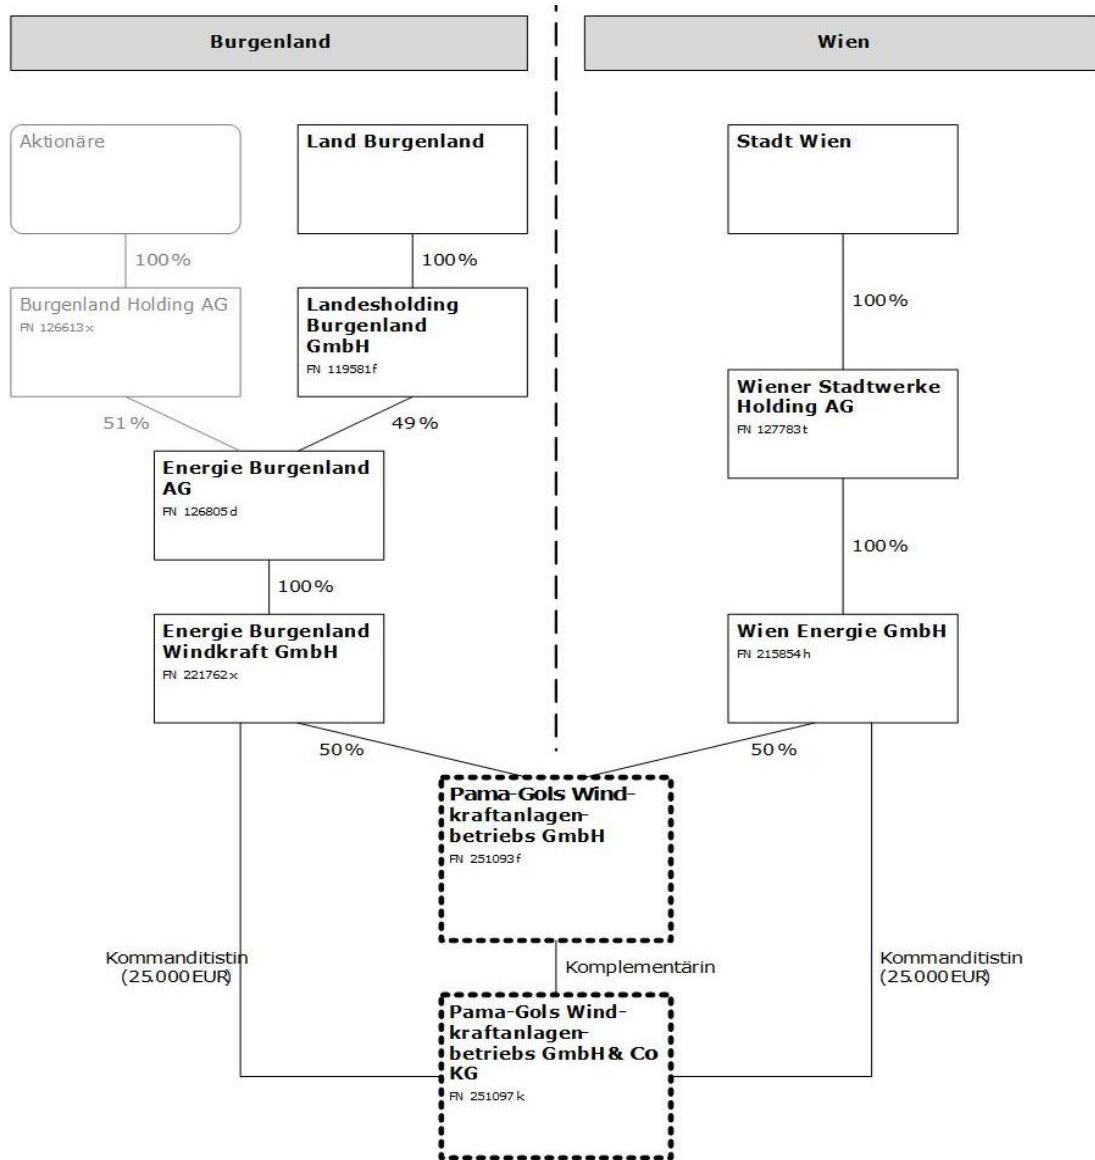 Burgenland
Wien
Aktionäre
Land Burgenland
Stadt Wien
100%
100%
100%
Burgenland Holding AG
FN 126613x
Landesholding
Burgenland
GmbH
FN 119581f
Wiener Stadtwerke
Holding AG
FN 127783t
51%
49%
Energie Burgenland
AG
FN 126805d
100%
100%
Energie Burgenland
Windkraft GmbH
FN 221762x
Wien Energie GmbH
FN 215854h
50%
50%
Pama-Gols Wind-
kraftanlagen-
betriebs GmbH
FN 251093f
Kommanditistin
(25.000 EUR)
Komplementärin
Kommanditistin
(25.000 EUR)
Pama-Gols Wind-
kraftanlagen-
betriebs GmbH & Co
KG
FN 251097k